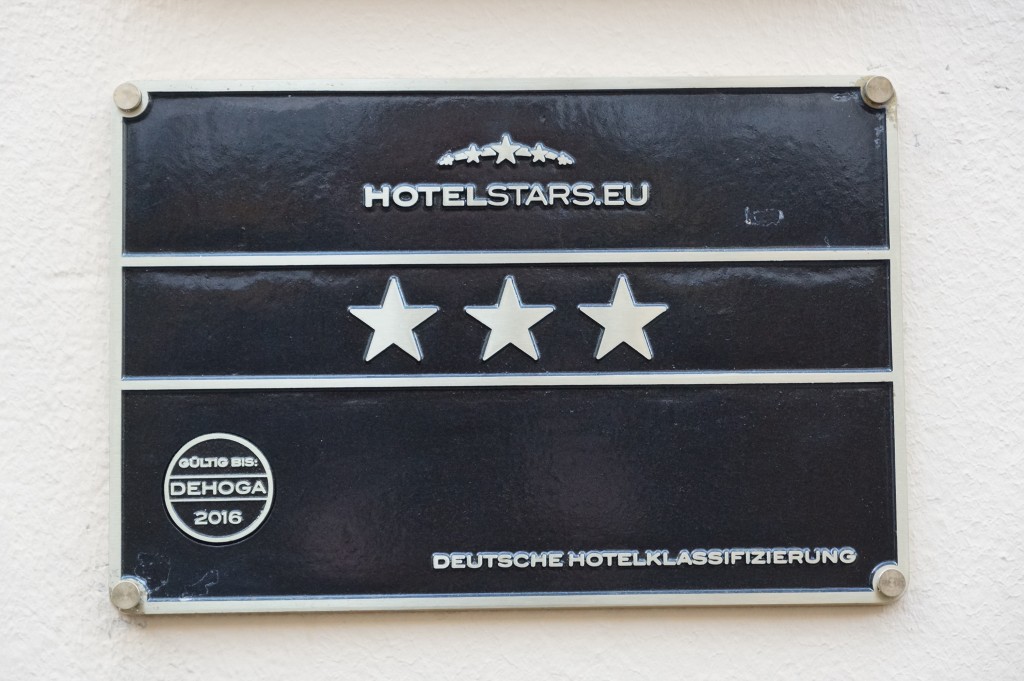 HOTELSTARS.EU
GÜLTIG BIS:
DEHOGA
2016
DEUTSCHE HOTELKLASSIFIZIERUNG